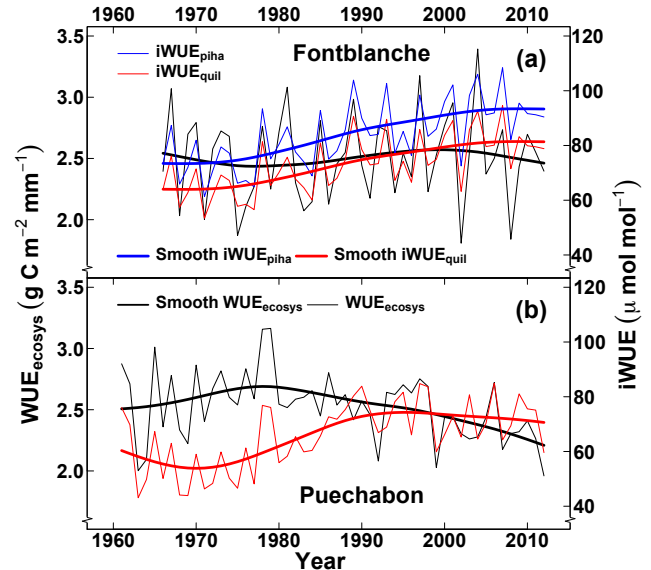 1960 1970 1980 1990 2000 2010
3.5
3.0
2.5
2.0
120
100
80
60
40
iWUEpiha
iWUEquil
Fontblanche
(a)
Smooth iWUEpiha
Smooth iWUEquil
WUEecosys (g C m−2 mm−1)
iWUE (μ mol mol−1)
3.5
3.0
2.5
2.0
120
100
80
60
40
Smooth WUEecosys
WUEecosys
(b)
Puechabon
1960 1970 1980 1990 2000 2010
Year